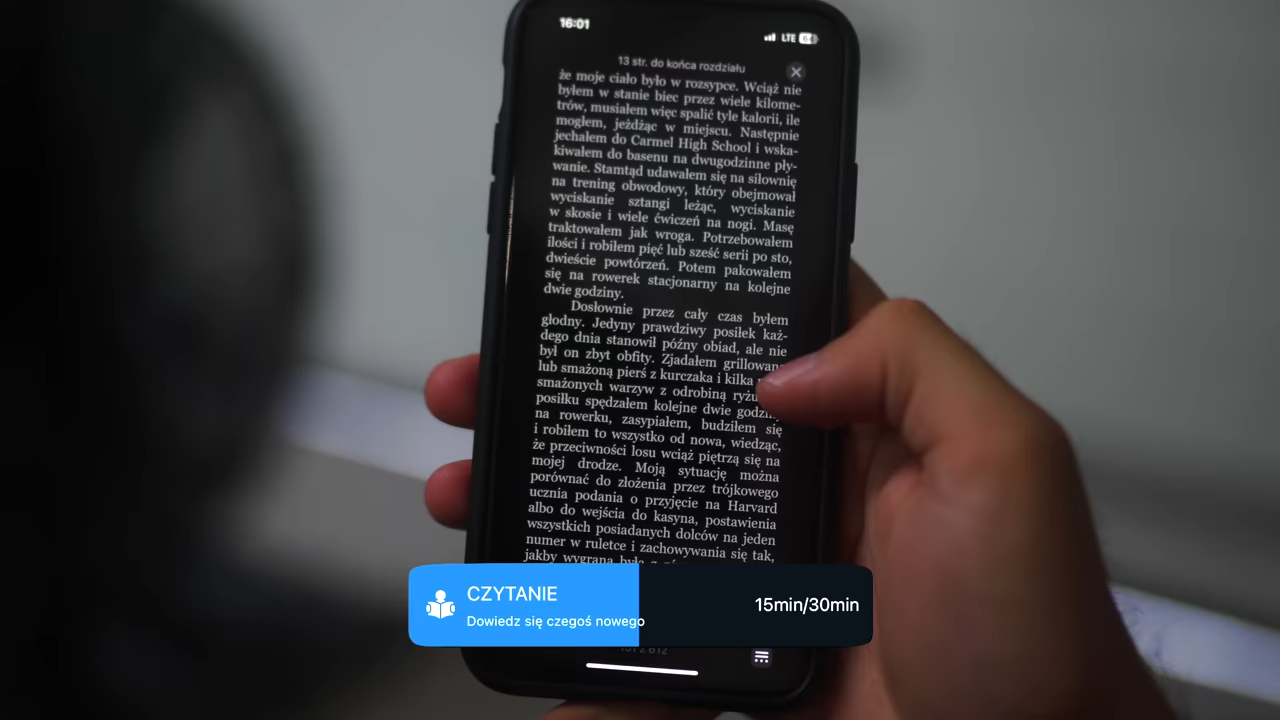 16:01
LTE 64
13 str. do końca rozdziału
że moje ciało było w rozsypce. Wciąż nie
byłem w stanie biec przez wiele kilome-
trów, musiałem więc spalić tyle kalorii, ile
mogłem, jeżdżąc w miejscu. Następnie
jechałem do Carmel High School i wska-
kiwałem do basenu na dwugodzinne pły-
wanie. Stamtąd udawałem się na siłownię
na trening obwodowy, który obejmował
wyciskanie sztangi leżąc, wyciskanie
w skosie i wiele ćwiczeń na nogi. Masę
traktowałem jak wroga. Potrzebowałem
ilości i robiłem pięć lub sześć serii po sto,
dwieście powtórzeń. Potem pakowałem
się na rowerek stacjonarny na kolejne
dwie godziny.
Dosłownie przez cały czas byłem
głodny. Jedyny prawdziwy posiłek każ-
dego dnia stanowił późny obiad, ale nie
był on zbyt obfity. Zjadałem grillowaną
lub smażoną pierś z kurczaka i kilka
smażonych warzyw z odrobiną ryżu
posiłku spędzałem kolejne dwie godziny
na rowerku, zasypiałem, budziłem się
i robiłem to wszystko od nowa, wiedząc,
że przeciwności losu wciąż piętrzą się na
mojej drodze. Moją sytuację można
porównać do złożenia przez trójkowego
ucznia podania o przyjęcie na Harvard
albo do wejścia do kasyna, postawienia
wszystkich posiadanych dolców na jeden
numer w ruletce i zachowywania się tak,
jakby wygrana była z
CZYTANIE
15min/30min
Dowiedz się czegoś nowego